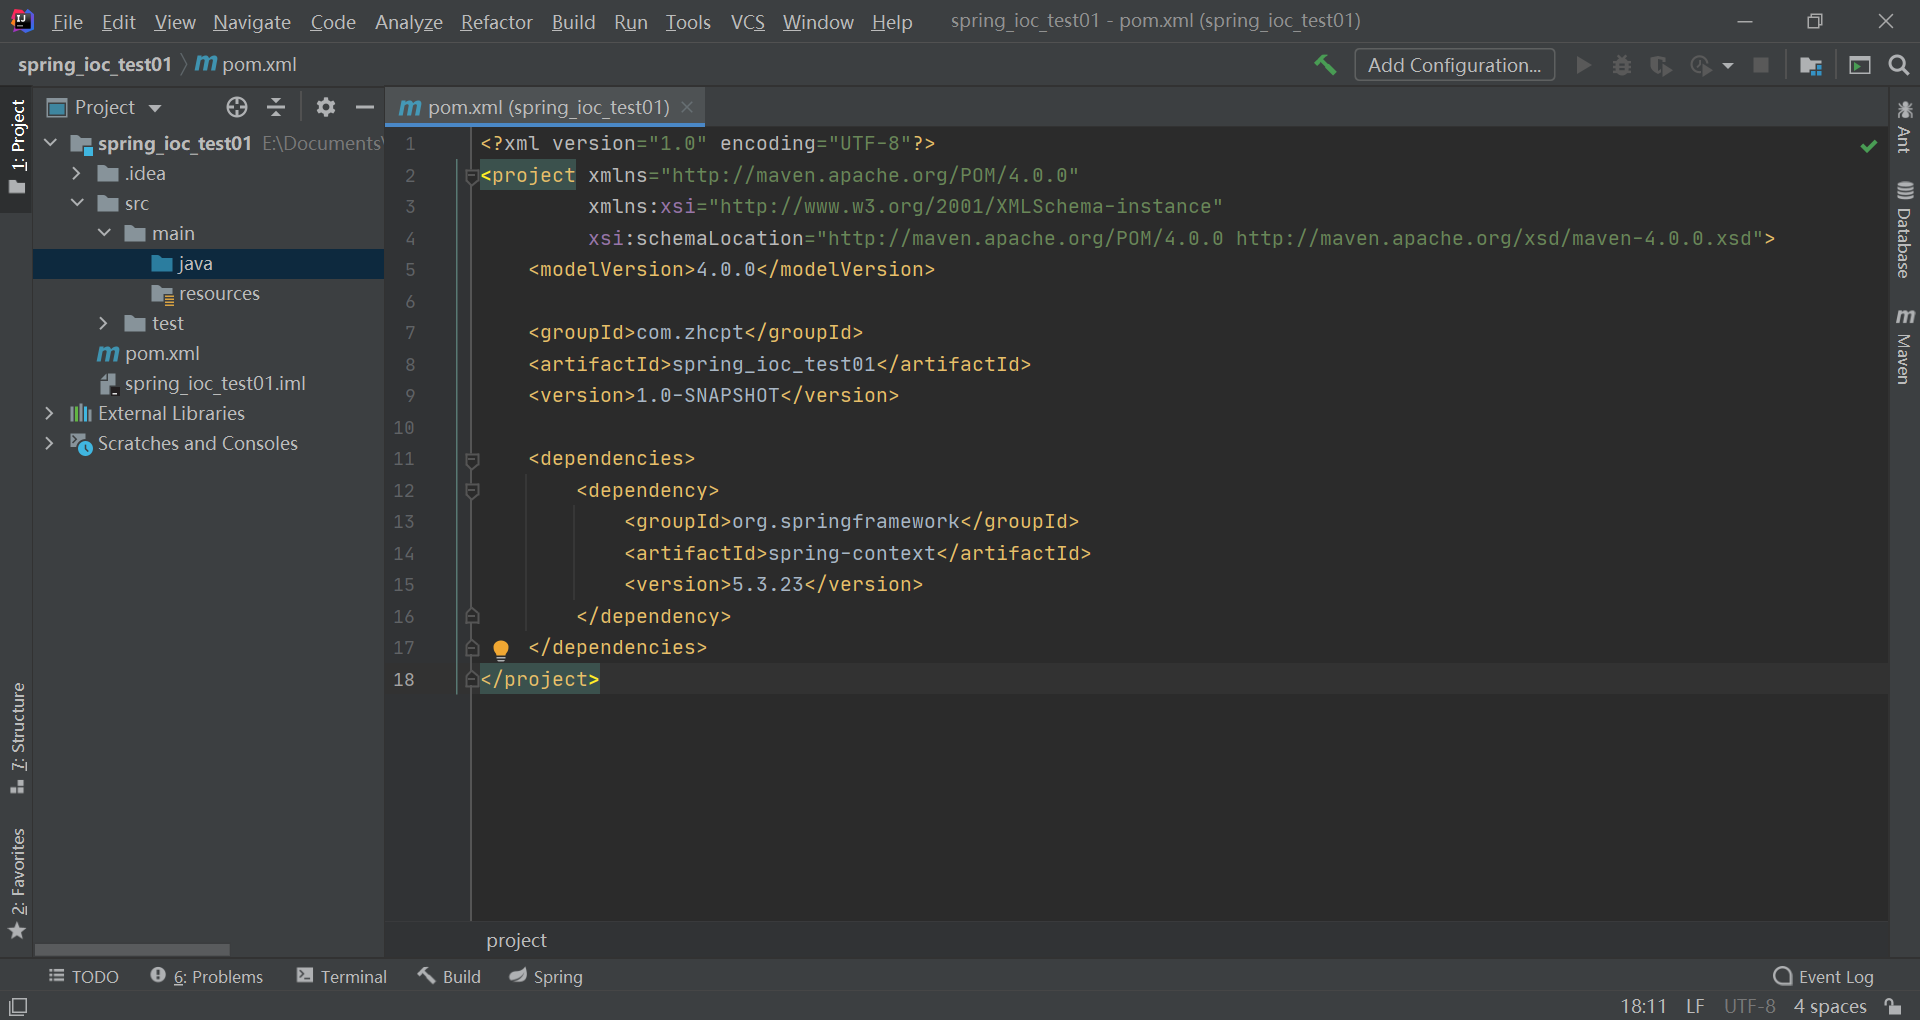 File Edit View Navigate Code Analyze Refactor Build Run Tools VCS Window Help spring_ioc_test01 - pom.xml (spring_ioc_test01)
spring_ioc_test01 pom.xml Add Configuration...
1: Project
Project
spring_ioc_test01 E:\Documents\
.idea
src
main
java
resources
test
pom.xml
spring_ioc_test01.iml
External Libraries
Scratches and Consoles
7: Structure
2: Favorites
pom.xml (spring_ioc_test01)
1 <?xml version="1.0" encoding="UTF-8"?>
2 <project xmlns="http://maven.apache.org/POM/4.0.0"
3 xmlns:xsi="http://www.w3.org/2001/XMLSchema-instance"
4 xsi:schemaLocation="http://maven.apache.org/POM/4.0.0 http://maven.apache.org/xsd/maven-4.0.0.xsd">
5 <modelVersion>4.0.0</modelVersion>
6
7 <groupId>com.zhcpt</groupId>
8 <artifactId>spring_ioc_test01</artifactId>
9 <version>1.0-SNAPSHOT</version>
10
11 <dependencies>
12 <dependency>
13 <groupId>org.springframework</groupId>
14 <artifactId>spring-context</artifactId>
15 <version>5.3.23</version>
16 </dependency>
17 </dependencies>
18 </project>
project
Ant
Database
Maven
TODO 6: Problems Terminal Build Spring Event Log
18:11 LF UTF-8 4 spaces